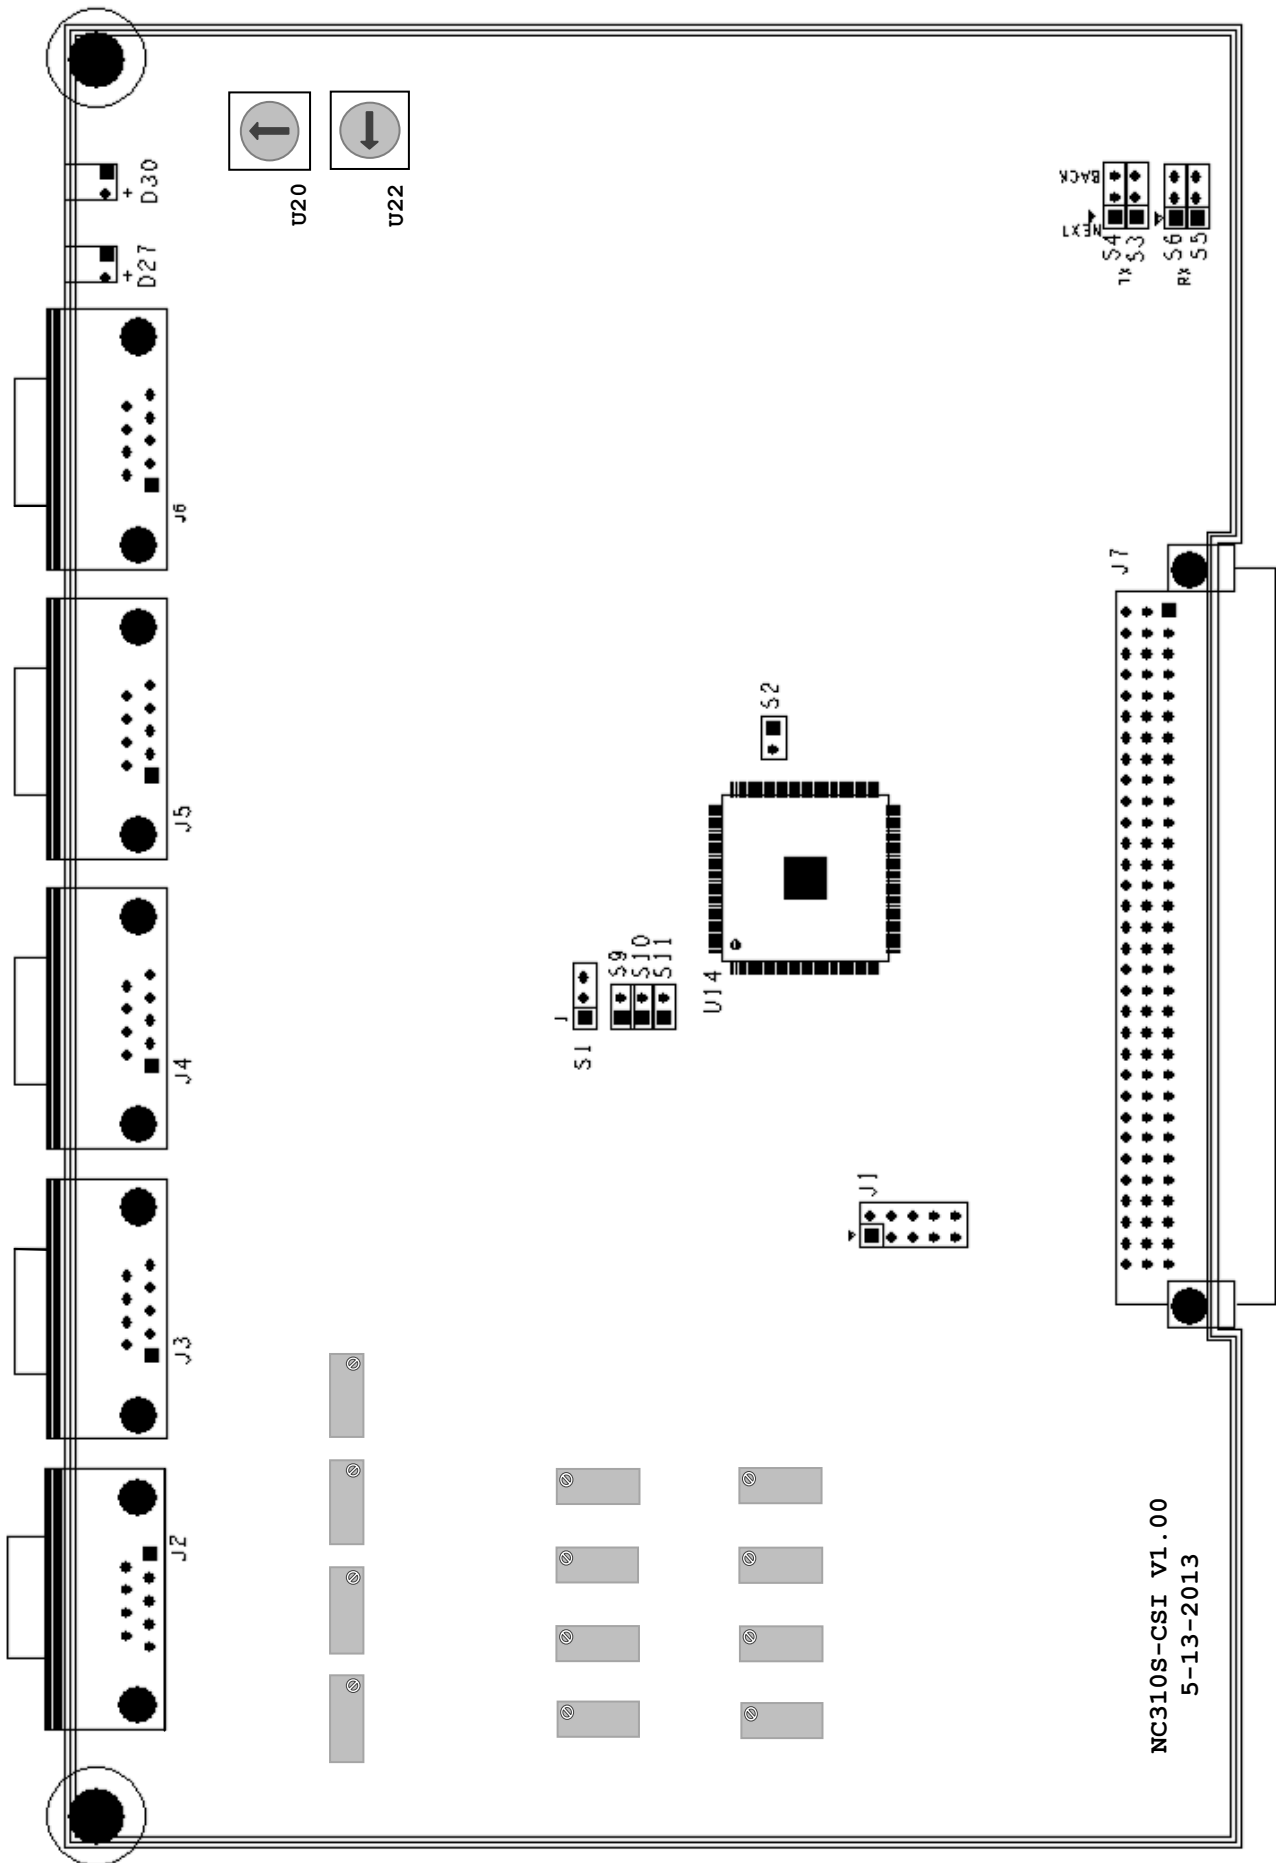 D30
+
U20
U22
D27
+
BACK
NEXT
S4
S3
TX
S6
S5
RX
J6
J7
S2
J5
S9
S10
S11
U14
1
S1
J4
J1
J3
J2
NC310S-CSI V1.00
5-13-2013